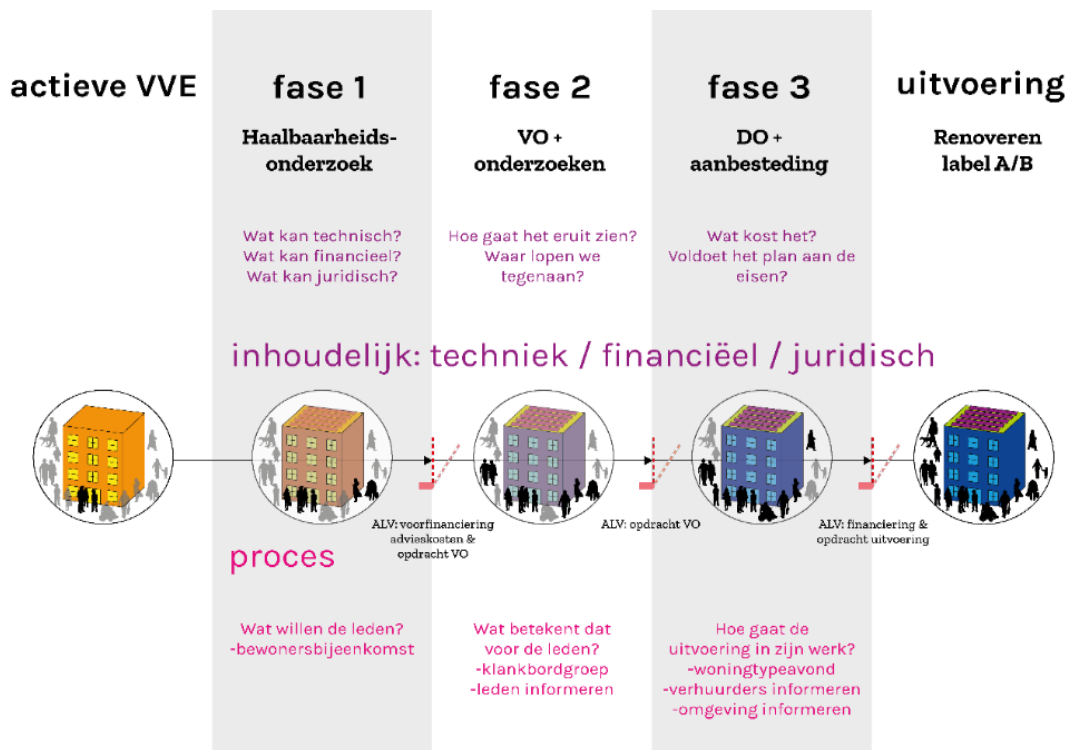 actieve VVE
fase 1
fase 2
fase 3
uitvoering
Haalbaarheids-
onderzoek
VO +
onderzoeken
DO +
aanbesteding
Renoveren
label A/B
Wat kan technisch?
Wat kan financieel?
Wat kan juridisch?
Hoe gaat het eruit zien?
Waar lopen we
tegenaan?
Wat kost het?
Voldoet het plan aan de
eisen?
inhoudelijk: techniek / financiëel / juridisch
ALV: voorfinanciering
advieskosten &
opdracht VO
ALV: opdracht VO
ALV: financiering &
opdracht uitvoering
proces
Wat willen de leden?
-bewonersbijeenkomst
Wat betekent dat
voor de leden?
-klankbordgroep
-leden informeren
Hoe gaat de
uitvoering in zijn werk?
-woningtypeavond
-verhuurders informeren
-omgeving informeren